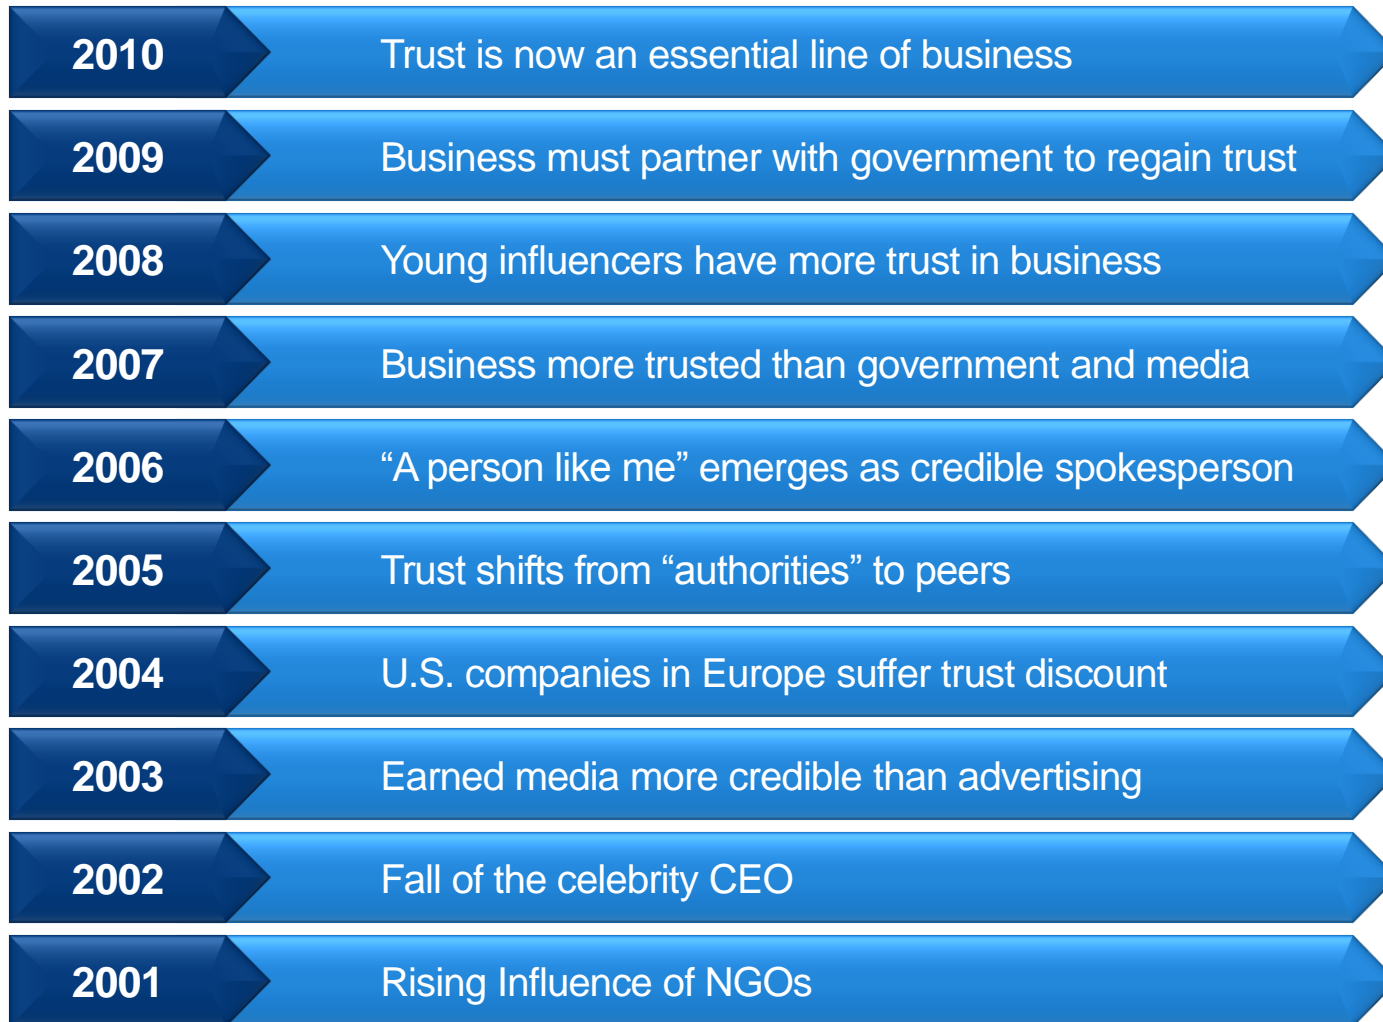 2010 Trust is now an essential line of business
2009 Business must partner with government to regain trust
2008 Young influencers have more trust in business
2007 Business more trusted than government and media
2006 “A person like me” emerges as credible spokesperson
2005 Trust shifts from “authorities” to peers
2004 U.S. companies in Europe suffer trust discount
2003 Earned media more credible than advertising
2002 Fall of the celebrity CEO
2001 Rising Influence of NGOs